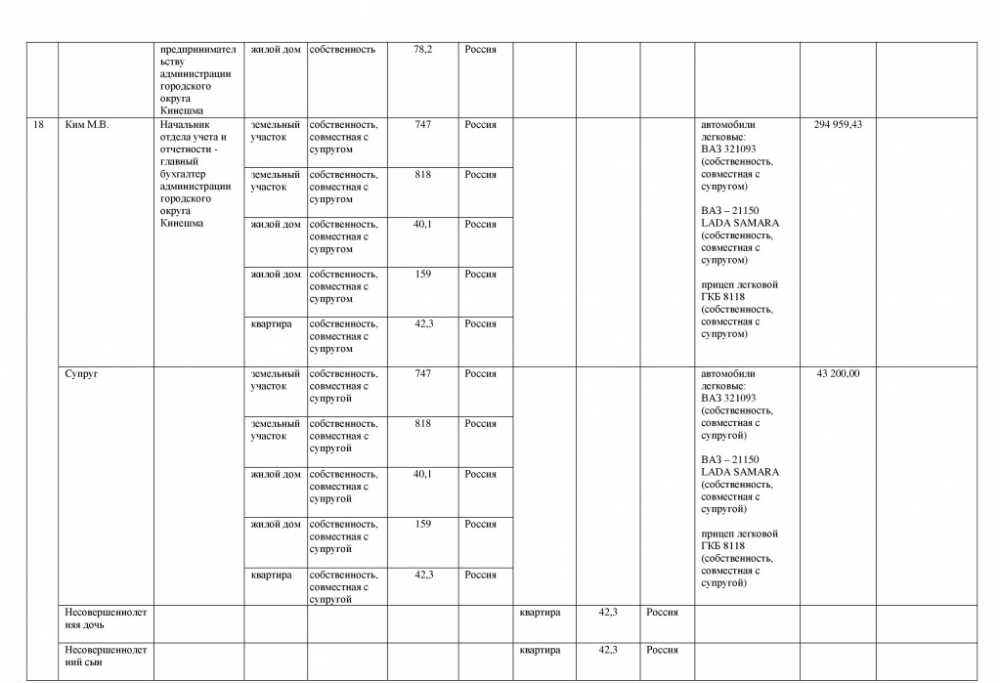 предпринимател
ьству
администрации
городского
округа
Кинешма
жилой дом
собственность
78,2
Россия
18
Ким М.В.
Начальник
отдела учета и
отчетности -
главный
бухгалтер
администрации
городского
округа
Кинешма
земельный
участок
собственность,
совместная с
супругом
747
Россия
земельный
участок
собственность,
совместная с
супругом
818
Россия
жилой дом
собственность,
совместная с
супругом
40,1
Россия
жилой дом
собственность,
совместная с
супругом
159
Россия
квартира
собственность,
совместная с
супругом
42,3
Россия
автомобили
легковые:
ВАЗ 321093
(собственность,
совместная с
супругом)
ВАЗ – 21150
LADA SAMARA
(собственность,
совместная с
супругом)
прицеп легковой
ГКБ 8118
(собственность,
совместная с
супругом)
294 959,43
Супруг
земельный
участок
собственность,
совместная с
супругой
747
Россия
земельный
участок
собственность,
совместная с
супругой
818
Россия
жилой дом
собственность,
совместная с
супругой
40,1
Россия
жилой дом
собственность,
совместная с
супругой
159
Россия
квартира
собственность,
совместная с
супругой
42,3
Россия
автомобили
легковые:
ВАЗ 321093
(собственность,
совместная с
супругой)
ВАЗ – 21150
LADA SAMARA
(собственность,
совместная с
супругой)
прицеп легковой
ГКБ 8118
(собственность,
совместная с
супругой)
43 200,00
Несовершеннолет
няя дочь
квартира
42,3
Россия
Несовершеннолет
ний сын
квартира
42,3
Россия